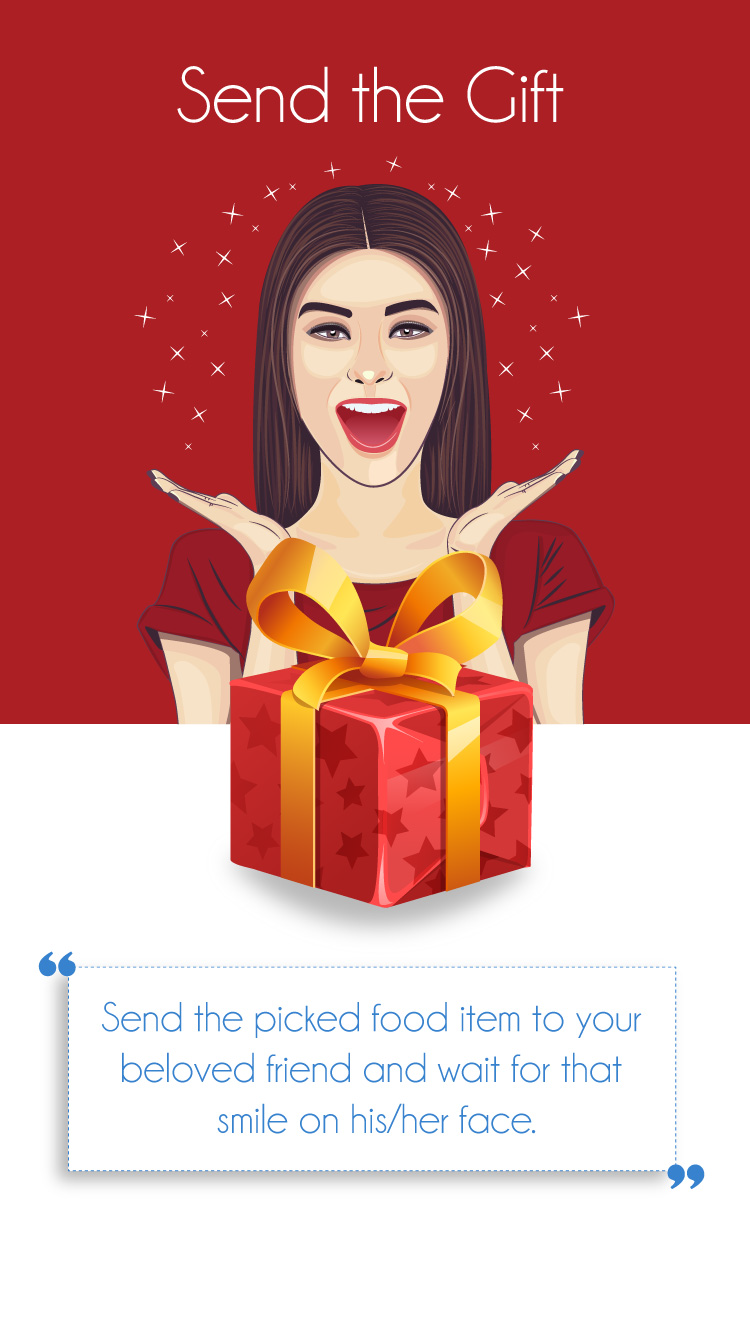 Send the Gift
“
Send the picked food item to your
beloved friend and wait for that
smile on his/her face.
”